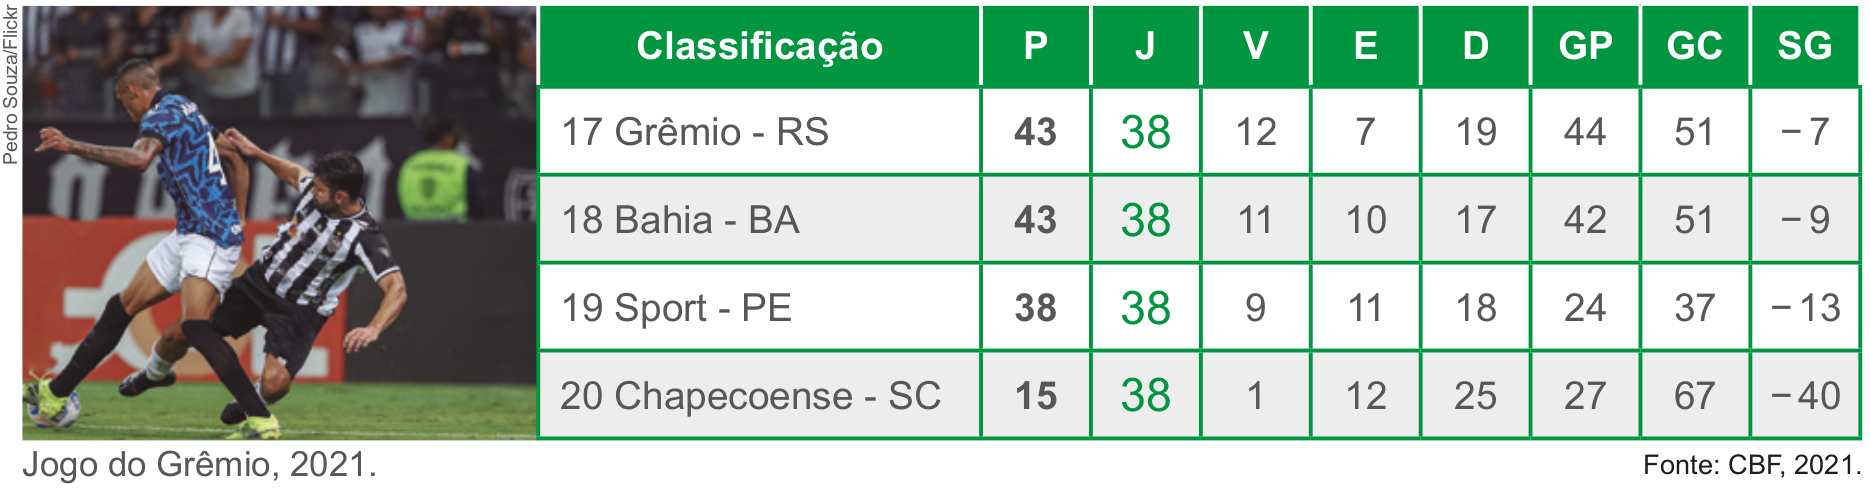 Pedro Souza/Flickr
Classificação P J V E D GP GC SG
17 Grêmio - RS 43 38 12 7 19 44 51 −7
18 Bahia - BA 43 38 11 10 17 42 51 −9
19 Sport - PE 38 38 9 11 18 24 37 −13
20 Chapecoense - SC 15 38 1 12 25 27 67 −40
Jogo do Grêmio, 2021.
Fonte: CBF, 2021.